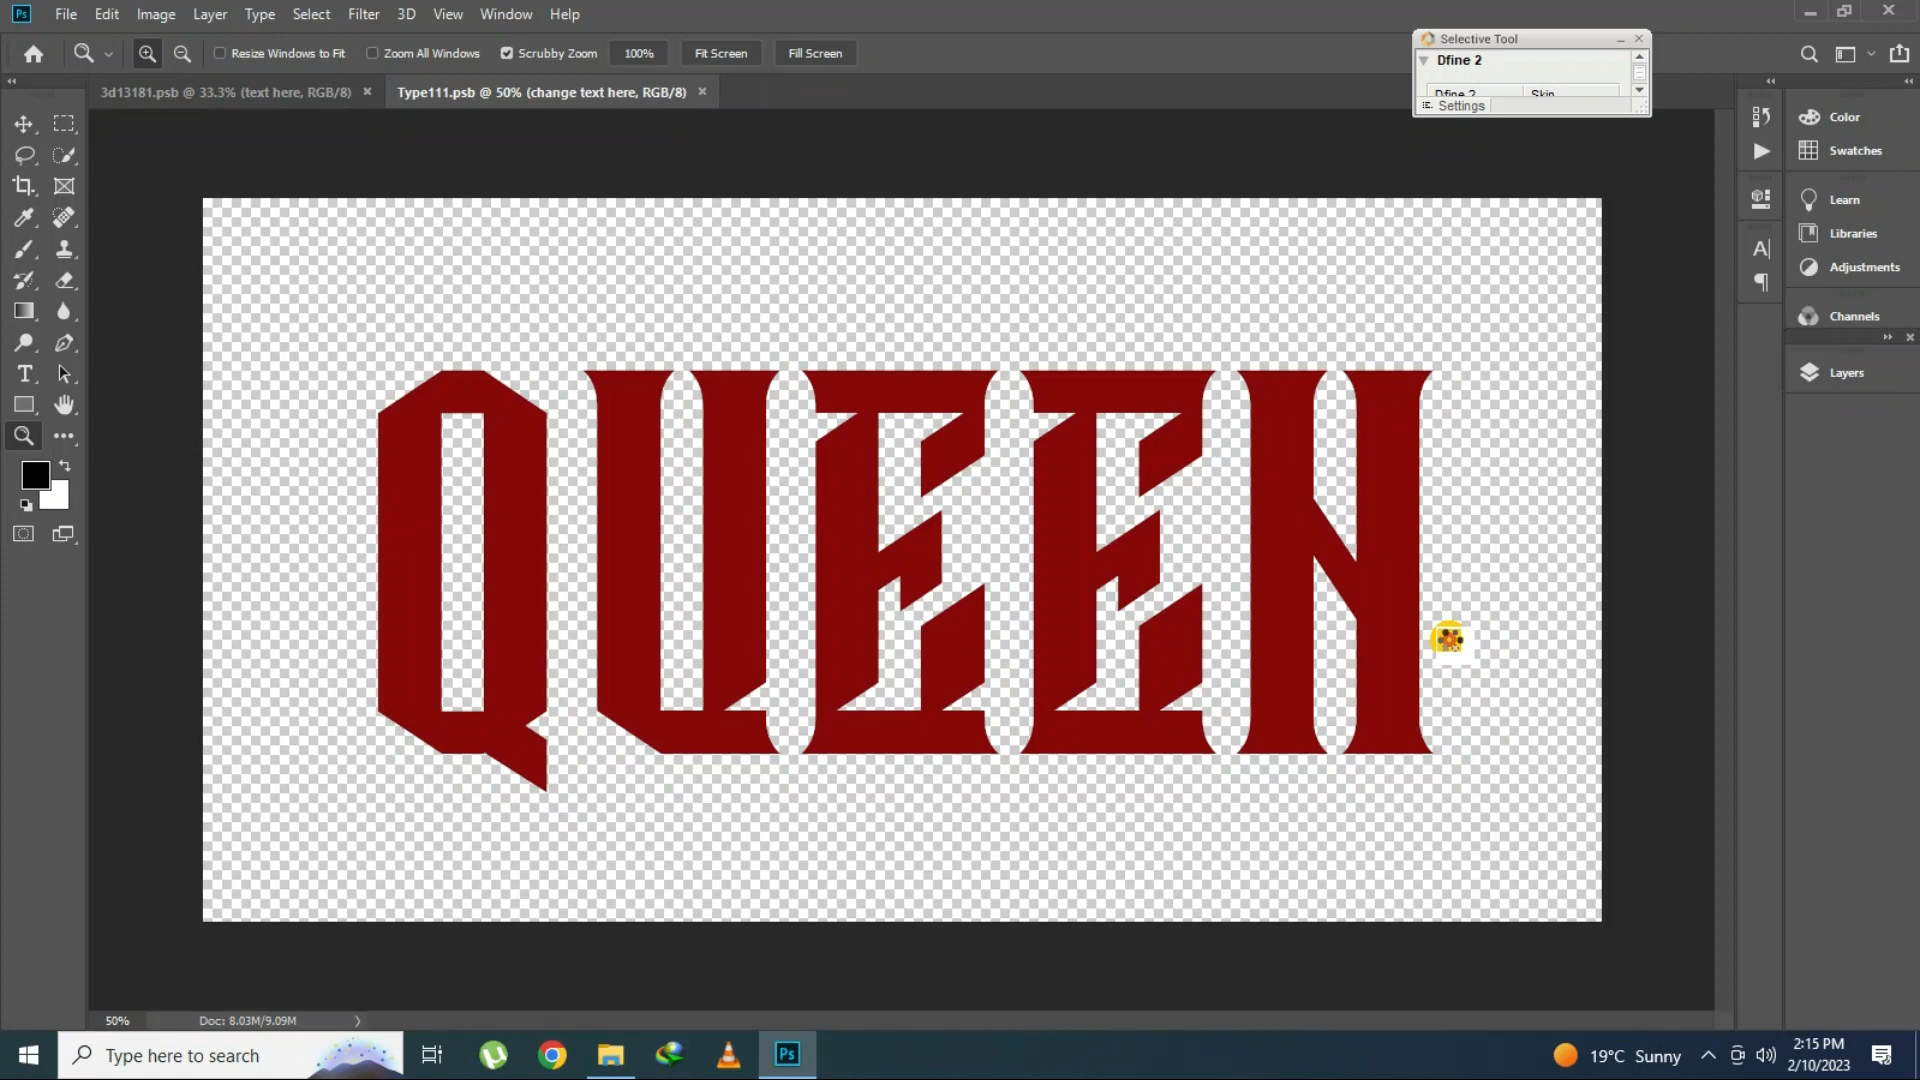 Ps File Edit Image Layer Type Select Filter 3D View Window Help
Resize Windows to Fit Zoom All Windows Scrubby Zoom 100% Fit Screen Fill Screen
Selective Tool
Dfine 2
Dfine 2 Skin
Settings
3d13181.psb @ 33.3% (text here, RGB/8) × Type111.psb @ 50% (change text here, RGB/8) ×
Color
Swatches
Learn
Libraries
Adjustments
Channels
Layers
QUEEN
50% Doc: 8.03M/9.09M
Type here to search
Ps
19°C Sunny
2:15 PM
2/10/2023